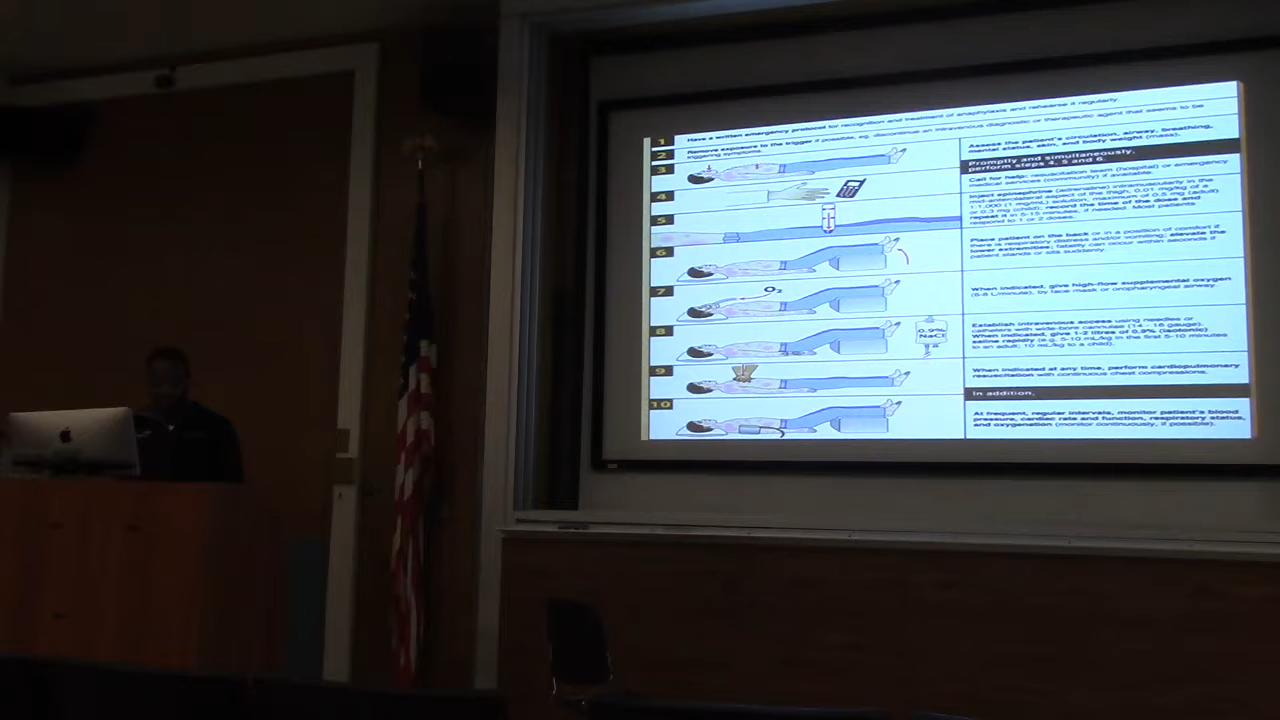 1 Have a written emergency protocol for recognition and treatment of anaphylaxis and rehearse it regularly.
2 Remove exposure to the trigger if possible, eg. discontinue an intravenous diagnostic or therapeutic agent that seems to be
triggering symptoms.
3
Assess the patient's circulation, airway, breathing,
mental status, skin, and body weight (mass).
Promptly and simultaneously,
perform steps 4, 5 and 6.
4
Call for help: resuscitation team (hospital) or emergency
medical services (community) if available.
5
Inject epinephrine (adrenaline) intramuscularly in the
mid-anterolateral aspect of the thigh, 0.01 mg/kg of a
1:1,000 (1 mg/mL) solution, maximum of 0.5 mg (adult)
or 0.3 mg (child); record the time of the dose and
repeat it in 5-15 minutes, if needed. Most patients
respond to 1 or 2 doses.
6
Place patient on the back or in a position of comfort if
there is respiratory distress and/or vomiting; elevate the
lower extremities; fatality can occur within seconds if
patient stands or sits suddenly.
7
O2
When indicated, give high-flow supplemental oxygen
(6-8 L/minute), by face mask or oropharyngeal airway.
8
0.9%
NaCl
Establish intravenous access using needles or
catheters with wide-bore cannulae (14 - 16 gauge).
When indicated, give 1-2 litres of 0.9% (isotonic)
saline rapidly (e.g. 5-10 mL/kg in the first 5-10 minutes
to an adult; 10 mL/kg to a child).
9
When indicated at any time, perform cardiopulmonary
resuscitation with continuous chest compressions.
In addition,
10
At frequent, regular intervals, monitor patient's blood
pressure, cardiac rate and function, respiratory status,
and oxygenation (monitor continuously, if possible).